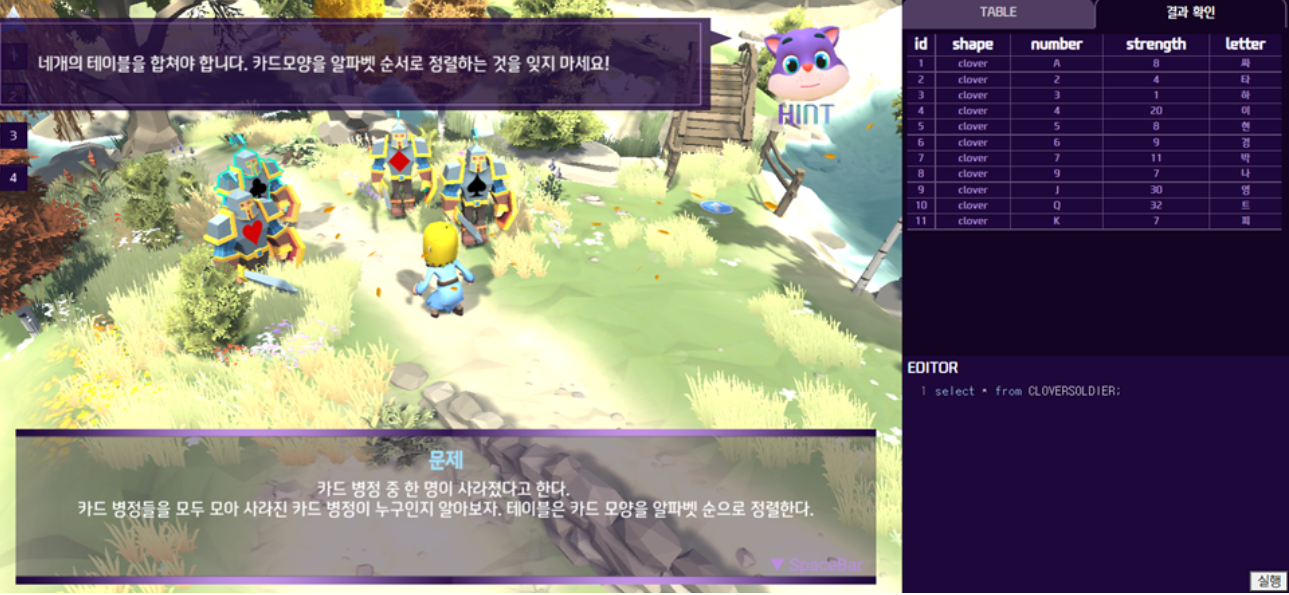 네개의 테이블을 합쳐야 합니다. 카드모양을 알파벳 순서로 정렬하는 것을 잊지 마세요!
HINT
3
4
문제
카드 병정 중 한 명이 사라졌다고 한다.
카드 병정들을 모두 모아 사라진 카드 병정이 누구인지 알아보자. 테이블은 카드 모양을 알파벳 순으로 정렬한다.
▼ SpaceBar
TABLE
결과 확인
id shape number strength letter
1 clover A 8 짜
2 clover 2 4 타
3 clover 3 1 하
4 clover 4 20 이
5 clover 5 8 현
6 clover 6 9 경
7 clover 7 11 박
8 clover 9 7 나
9 clover J 30 영
10 clover Q 32 트
11 clover K 7
EDITOR
1 select * from CLOVERSOLDIER;
실행